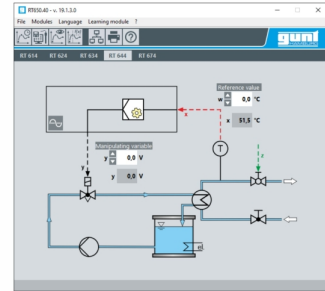 RT650.40 - v. 19.1.3.0
File Modules Language Learning module ?
gunt
RT 614 RT 624 RT 634 RT 644 RT 674
Reference value
w 0,0 °C
x
x 51,5 °C
Manipulating variable
y 0,0 V
y
y 0,0 V
T
z